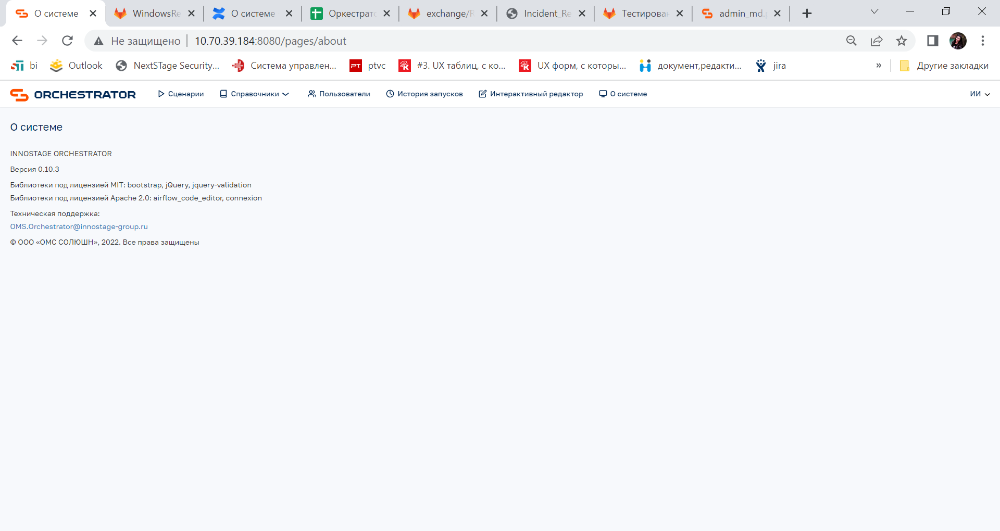 О системе
WindowsRe
О системе
Оркестрато
exchange/R
Incident_Re
Тестирован
admin_md.p
Не защищено
10.70.39.184:8080/pages/about
bi
Outlook
NextSTage Security...
Система управлен...
ptvc
#3. UX таблиц, с ко...
UX форм, с которы...
документ,редакти...
jira
»
Другие закладки
ORCHESTRATOR
Сценарии
Справочники
Пользователи
История запусков
Интерактивный редактор
О системе
ИИ
О системе
INNOSTAGE ORCHESTRATOR
Версия 0.10.3
Библиотеки под лицензией MIT: bootstrap, jQuery, jquery-validation
Библиотеки под лицензией Apache 2.0: airflow_code_editor, connexion
Техническая поддержка:
OMS.Orchestrator@innostage-group.ru
© ООО «ОМС СОЛЮШН», 2022. Все права защищены